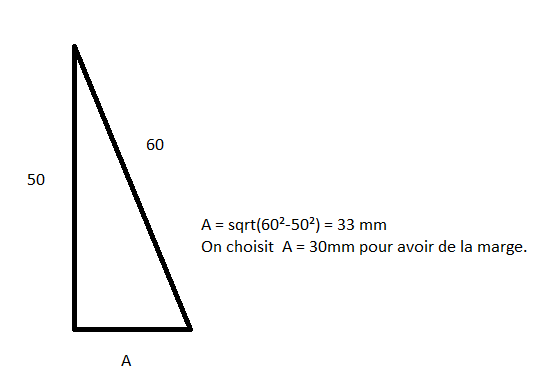 60
50
A = sqrt(60²-50²) = 33 mm
On choisit  A = 30mm pour avoir de la marge.
A